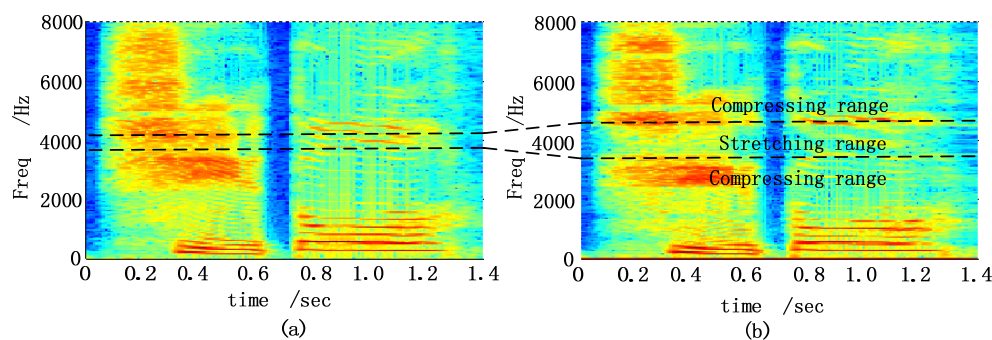 8000
6000
4000
2000
0
Freq /Hz
0 0.2 0.4 0.6 0.8 1.0 1.2 1.4
time /sec
(a)
8000
6000
4000
2000
0
Freq /Hz
Compressing range
Stretching range
Compressing range
0 0.2 0.4 0.6 0.8 1.0 1.2 1.4
time /sec
(b)